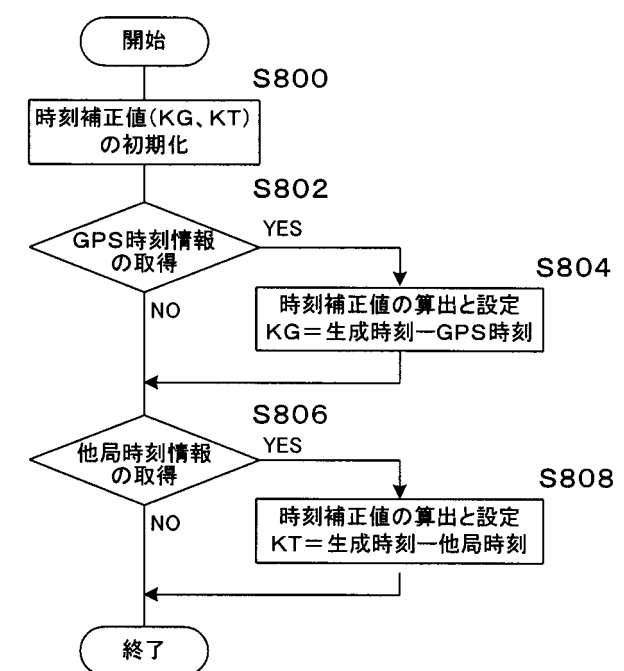 開始
S800
時刻補正値(KG、KT)
の初期化
S802
GPS時刻情報
の取得
YES
NO
S804
時刻補正値の算出と設定
KG=生成時刻ーGPS時刻
S806
他局時刻情報
の取得
YES
NO
S808
時刻補正値の算出と設定
KT=生成時刻ー他局時刻
終了